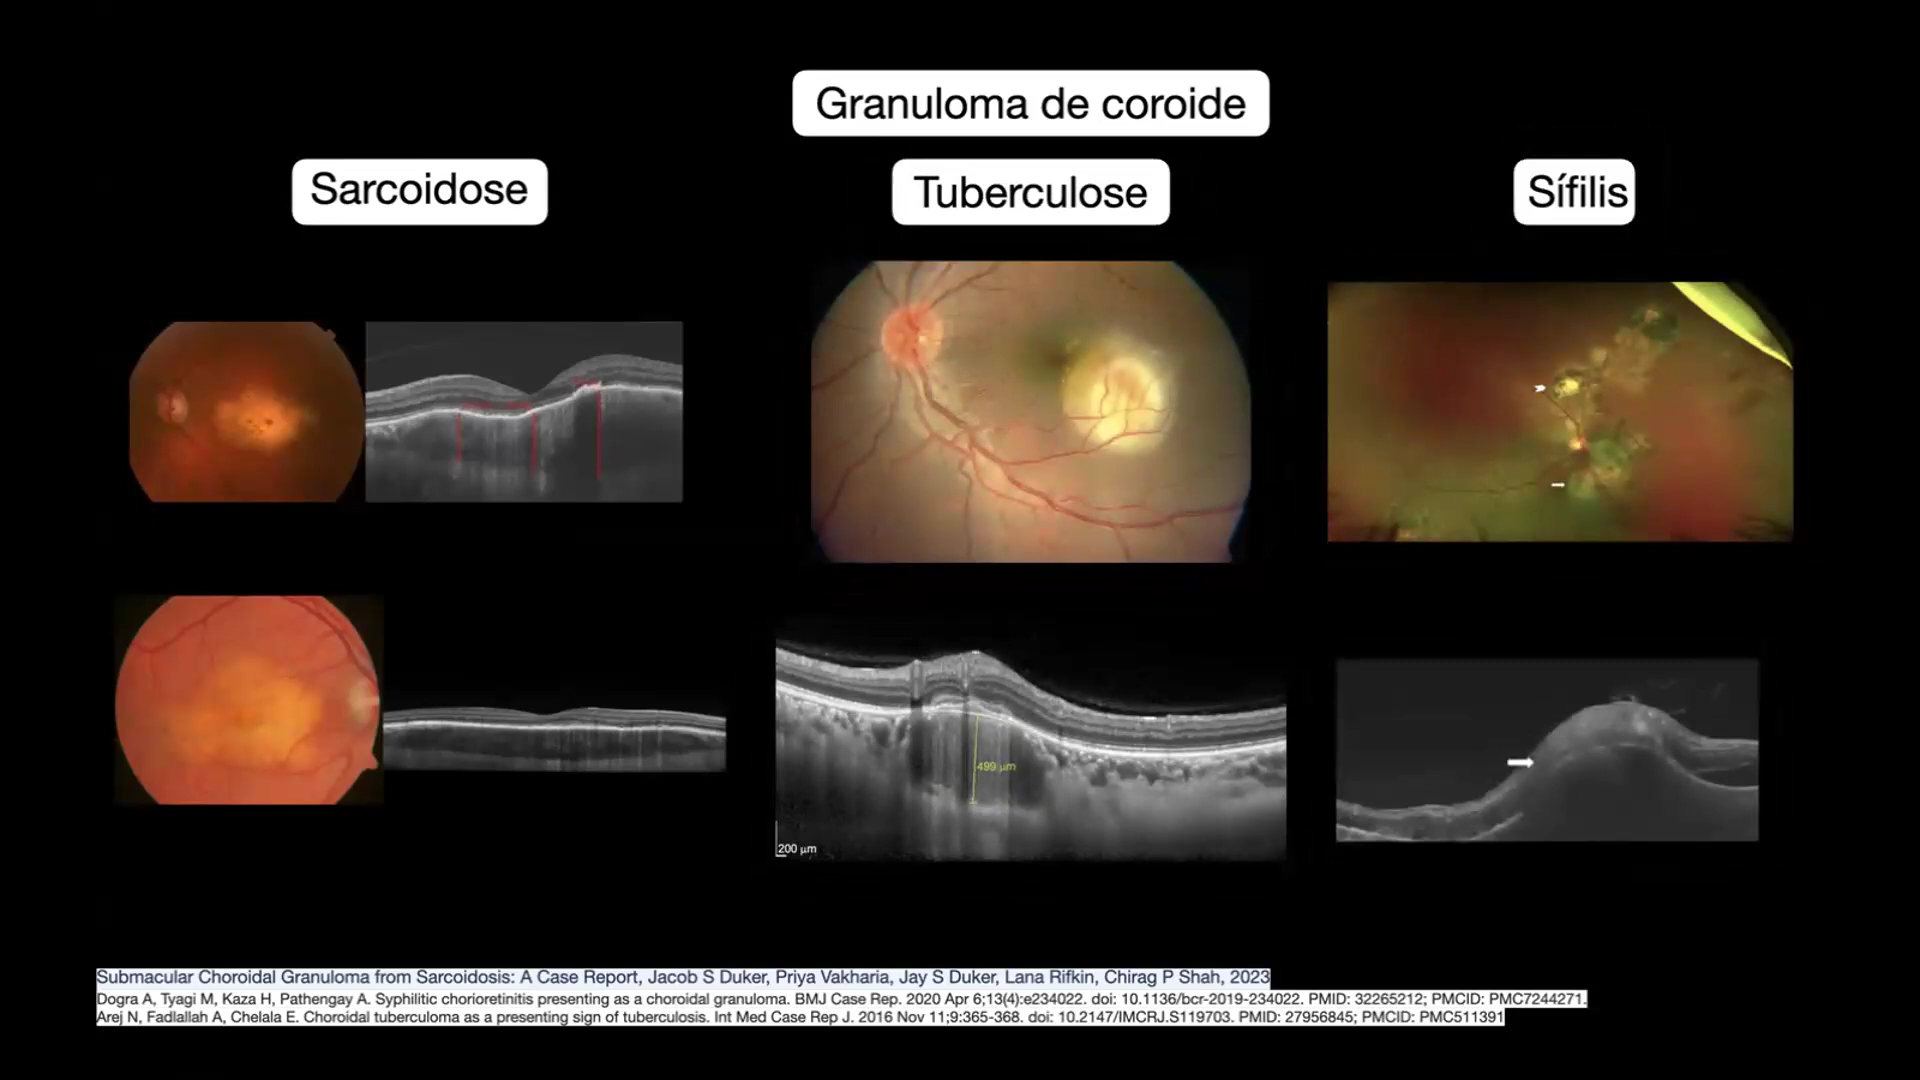 Granuloma de coroide
Sarcoidose
Tuberculose
Sífilis
499 µm
200 µm
Submacular Choroidal Granuloma from Sarcoidosis: A Case Report, Jacob S Duker, Priya Vakharia, Jay S Duker, Lana Rifkin, Chirag P Shah, 2023
Dogra A, Tyagi M, Kaza H, Pathengay A. Syphilitic chorioretinitis presenting as a choroidal granuloma. BMJ Case Rep. 2020 Apr 6;13(4):e234022. doi: 10.1136/bcr-2019-234022. PMID: 32265212; PMCID: PMC7244271.
Arej N, Fadlallah A, Chelala E. Choroidal tuberculoma as a presenting sign of tuberculosis. Int Med Case Rep J. 2016 Nov 11;9:365-368. doi: 10.2147/IMCRJ.S119703. PMID: 27956845; PMCID: PMC511391